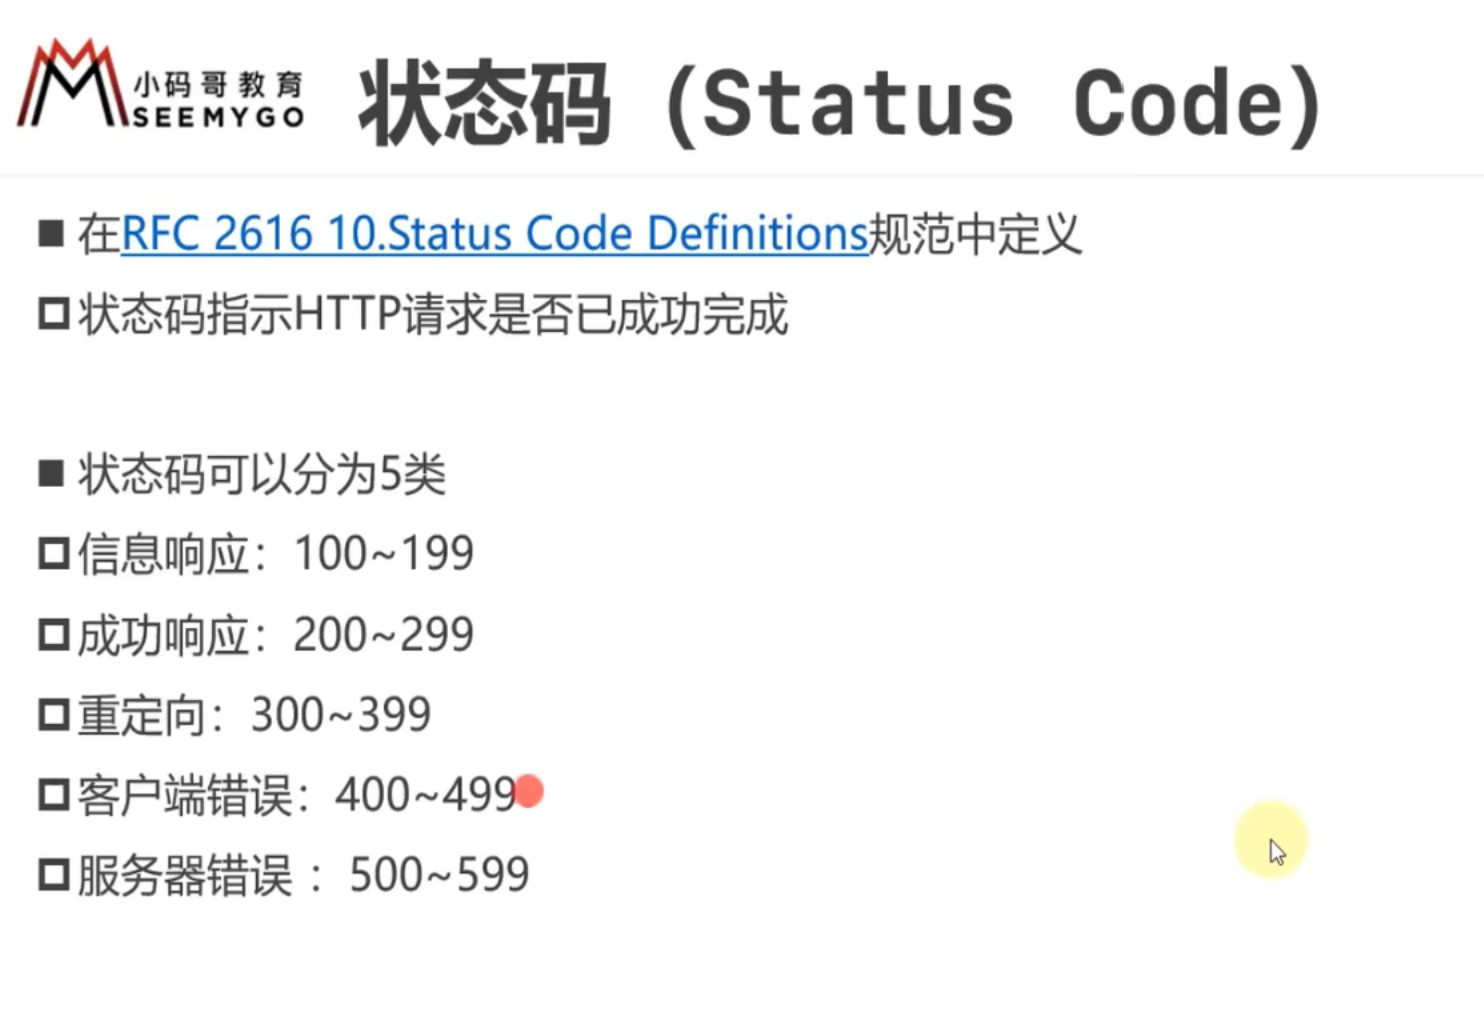 小码哥教育
SEEMYGO
状态码（Status Code）
在RFC 2616 10.Status Code Definitions规范中定义
状态码指示HTTP请求是否已成功完成
状态码可以分为5类
信息响应：100~199
成功响应：200~299
重定向：300~399
客户端错误：400~499
服务器错误 ：500~599